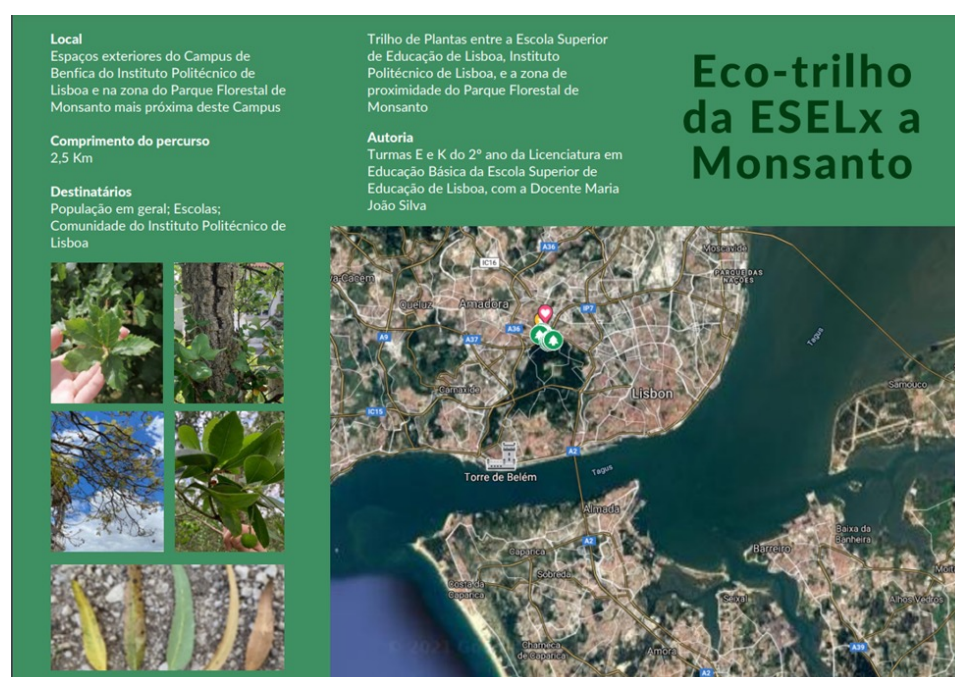 Local
Espaços exteriores do Campus de
Benfica do Instituto Politécnico de
Lisboa e na zona do Parque Florestal de
Monsanto mais próxima deste Campus
Comprimento do percurso
2,5 Km
Destinatários
População em geral; Escolas;
Comunidade do Instituto Politécnico de
Lisboa
Trilho de Plantas entre a Escola Superior
de Educação de Lisboa, Instituto
Politécnico de Lisboa, e a zona de
proximidade do Parque Florestal de
Monsanto
Autoria
Turmas E e K do 2º ano da Licenciatura em
Educação Básica da Escola Superior de
Educação de Lisboa, com a Docente Maria
João Silva
Eco-trilho
da ESELx a
Monsanto
A36
Moscavide
IC16
PARQUE DAS
NAÇÕES
Queluz
Amadora
IP7
A36
A9
A37
Tagus
Carnaxide
Lisbon
Samouco
IC15
A2
Torre de Belém
Tagus
Almada
A2
Baixa da
Banheira
Caparica
Barreiro
Sobreda
Costa da
Caparica
Seixal
Alhos Vedros
Charneca
de Caparica
Amora
A39
A2